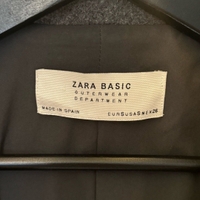 ZARA BASIC
OUTERWEAR
DEPARTMENT
MADE IN SPAIN
EUR S USA S MEX 26